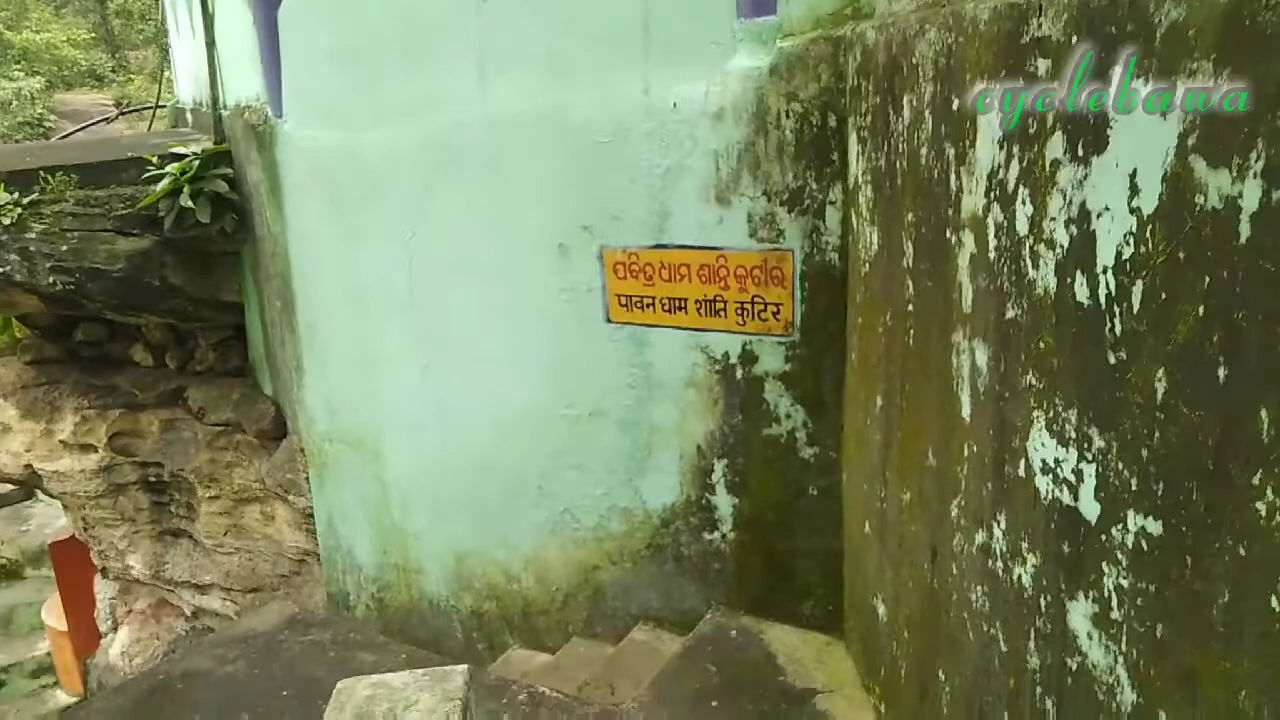 cyclebawa
ପବିତ୍ର ଧାମ ଶାନ୍ତି କୁଟୀର
पावन धाम शांति कुटिर